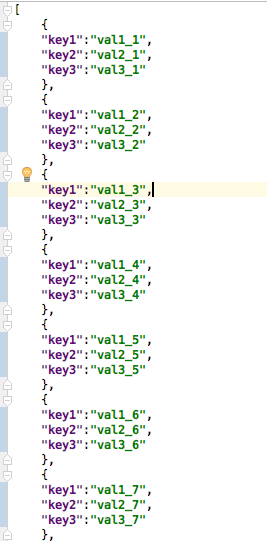 [
{
"key1":"val1_1",
"key2":"val2_1",
"key3":"val3_1"
},
{
"key1":"val1_2",
"key2":"val2_2",
"key3":"val3_2"
},
{
"key1":"val1_3",
"key2":"val2_3",
"key3":"val3_3"
},
{
"key1":"val1_4",
"key2":"val2_4",
"key3":"val3_4"
},
{
"key1":"val1_5",
"key2":"val2_5",
"key3":"val3_5"
},
{
"key1":"val1_6",
"key2":"val2_6",
"key3":"val3_6"
},
{
"key1":"val1_7",
"key2":"val2_7",
"key3":"val3_7"
},